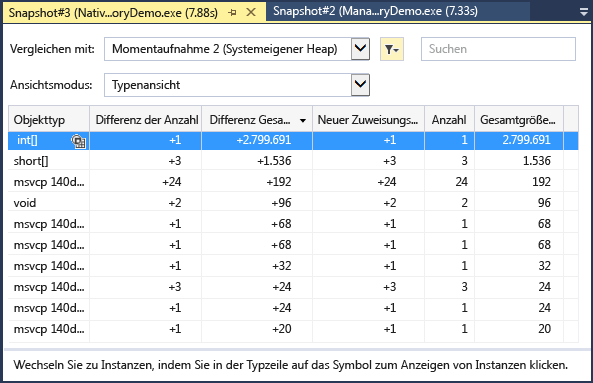 Snapshot#3 (Nativ...oryDemo.exe (7.88s) Snapshot#2 (Mana...ryDemo.exe (7.33s)
Vergleichen mit: Momentaufnahme 2 (Systemeigener Heap) Suchen
Ansichtsmodus: Typenansicht
Objekttyp Differenz der Anzahl Differenz Gesa... Neuer Zuweisungs... Anzahl Gesamtgröße...
int[] +1 +2.799.691 +1 1 2.799.691
short[] +3 +1.536 +3 3 1.536
msvcp 140d... +24 +192 +24 24 192
void +2 +96 +2 2 96
msvcp 140d... +1 +68 +1 1 68
msvcp 140d... +1 +68 +1 1 68
msvcp 140d... +1 +32 +1 1 32
msvcp 140d... +3 +24 +3 3 24
msvcp 140d... +1 +24 +1 1 24
msvcp 140d... +1 +20 +1 1 20
Wechseln Sie zu Instanzen, indem Sie in der Typzeile auf das Symbol zum Anzeigen von Instanzen klicken.